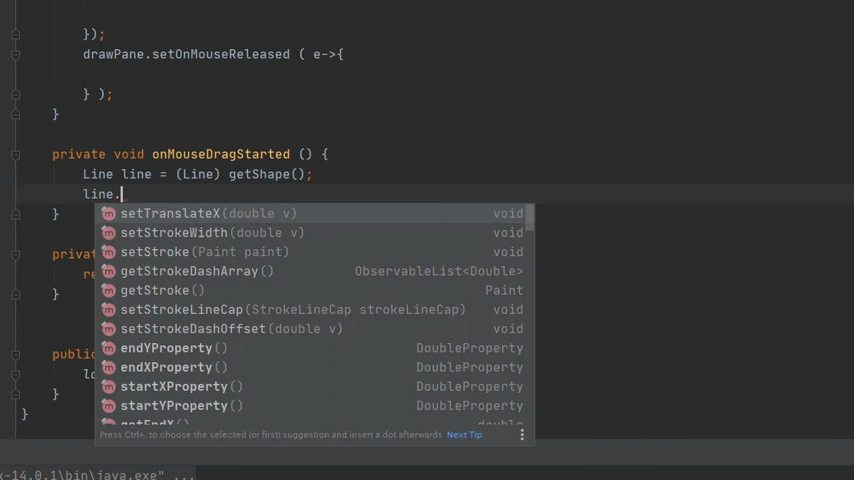 });
drawPane.setOnMouseReleased ( e->{
} );
}
private void onMouseDragStarted () {
Line line = (Line) getShape();
line.
}
setTranslateX(double v) void
setStrokeWidth(double v) void
setStroke(Paint paint) void
getStrokeDashArray() ObservableList<Double>
getStroke() Paint
setStrokeLineCap(StrokeLineCap strokeLineCap) void
setStrokeDashOffset(double v) void
endYProperty() DoubleProperty
endXProperty() DoubleProperty
startXProperty() DoubleProperty
startYProperty() DoubleProperty
getEndX() double
Press Ctrl+. to choose the selected (or first) suggestion and insert a dot afterwards Next Tip
}
}
}
x-14.0.1\bin\java.exe" ...